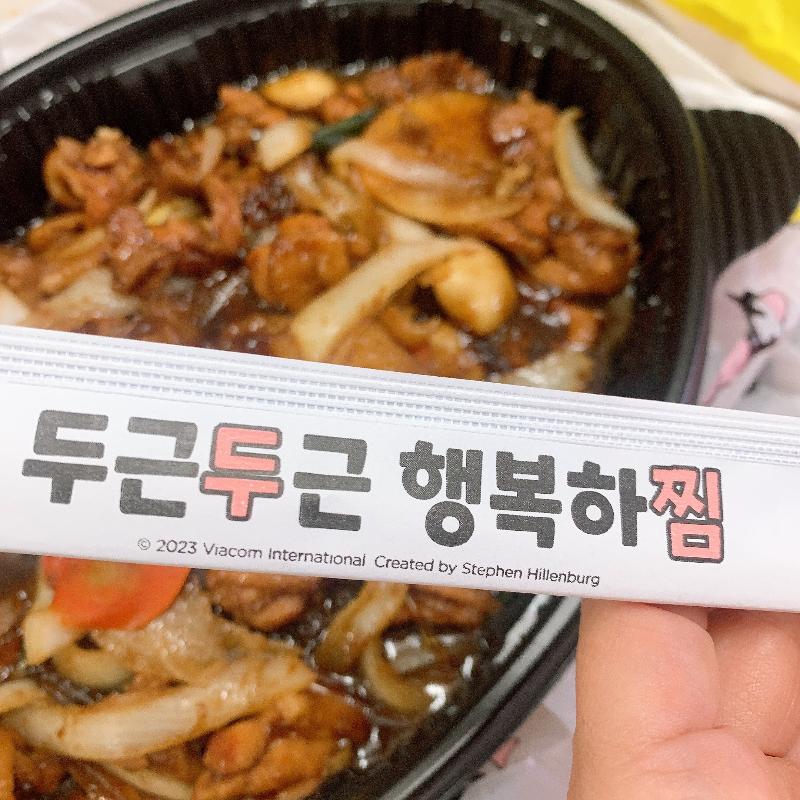 두근두근 행복하찜
© 2023 Viacom International Created by Stephen Hillenburg